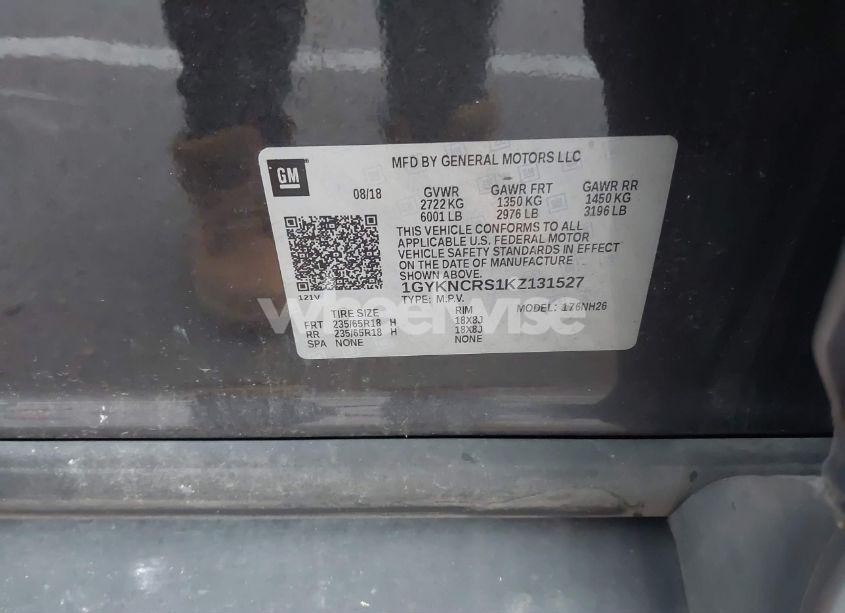 GM
MFD BY GENERAL MOTORS LLC
08/18 GVWR GAWR FRT GAWR RR
2722 KG 1350 KG 1450 KG
6001 LB 2976 LB 3196 LB
THIS VEHICLE CONFORMS TO ALL
APPLICABLE U.S. FEDERAL MOTOR
VEHICLE SAFETY STANDARDS IN EFFECT
ON THE DATE OF MANUFACTURE
SHOWN ABOVE.
1GYKNCRS1KZ131527
121V TYPE: M.P.V. MODEL: 176NH26
TIRE SIZE RIM
FRT 235/65R18 H 18X8J
RR 235/65R18 H 18X8J
SPA NONE NONE
wheelwise